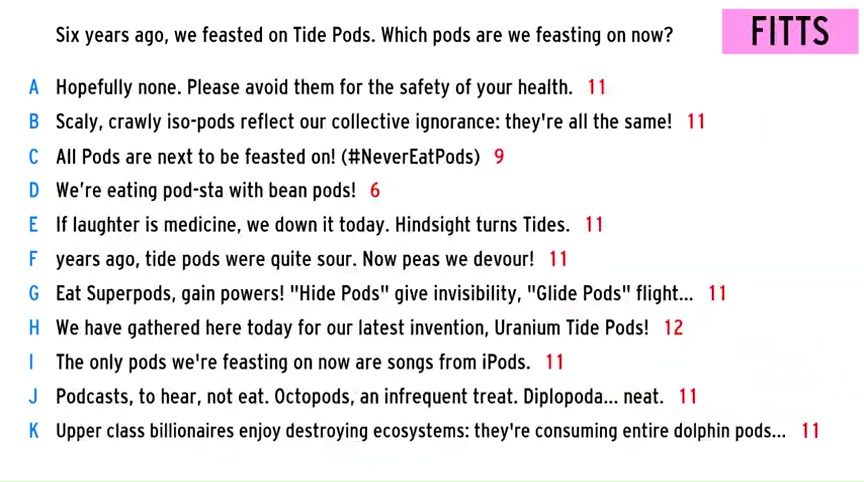 Six years ago, we feasted on Tide Pods. Which pods are we feasting on now?
FITTS
A Hopefully none. Please avoid them for the safety of your health. 11
B Scaly, crawly iso-pods reflect our collective ignorance: they're all the same! 11
C All Pods are next to be feasted on! (#NeverEatPods) 9
D We're eating pod-sta with bean pods! 6
E If laughter is medicine, we down it today. Hindsight turns Tides. 11
F years ago, tide pods were quite sour. Now peas we devour! 11
G Eat Superpods, gain powers! "Hide Pods" give invisibility, "Glide Pods" flight... 11
H We have gathered here today for our latest invention, Uranium Tide Pods! 12
I The only pods we're feasting on now are songs from iPods. 11
J Podcasts, to hear, not eat. Octopods, an infrequent treat. Diplopoda... neat. 11
K Upper class billionaires enjoy destroying ecosystems: they're consuming entire dolphin pods... 11